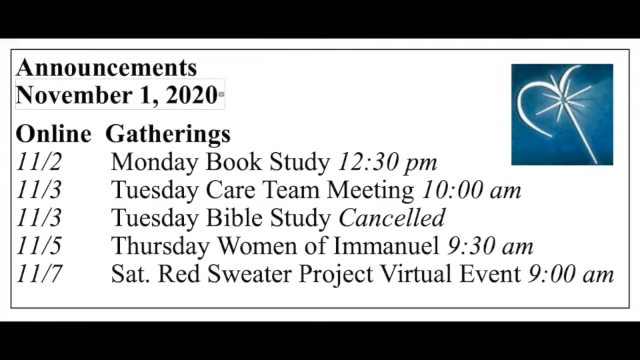 Announcements
November 1, 2020
Online Gatherings
11/2 Monday Book Study 12:30 pm
11/3 Tuesday Care Team Meeting 10:00 am
11/3 Tuesday Bible Study Cancelled
11/5 Thursday Women of Immanuel 9:30 am
11/7 Sat. Red Sweater Project Virtual Event 9:00 am